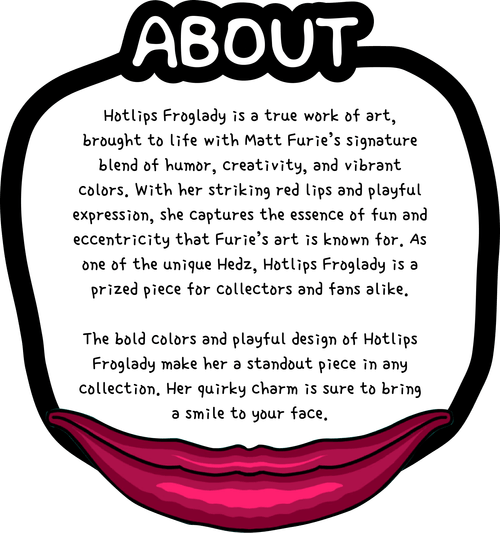 ABOUT
Hotlips Froglady is a true work of art,
brought to life with Matt Furie's signature
blend of humor, creativity, and vibrant
colors. With her striking red lips and playful
expression, she captures the essence of fun and
eccentricity that Furie's art is known for. As
one of the unique Hedz, Hotlips Froglady is a
prized piece for collectors and fans alike.
The bold colors and playful design of Hotlips
Froglady make her a standout piece in any
collection. Her quirky charm is sure to bring
a smile to your face.